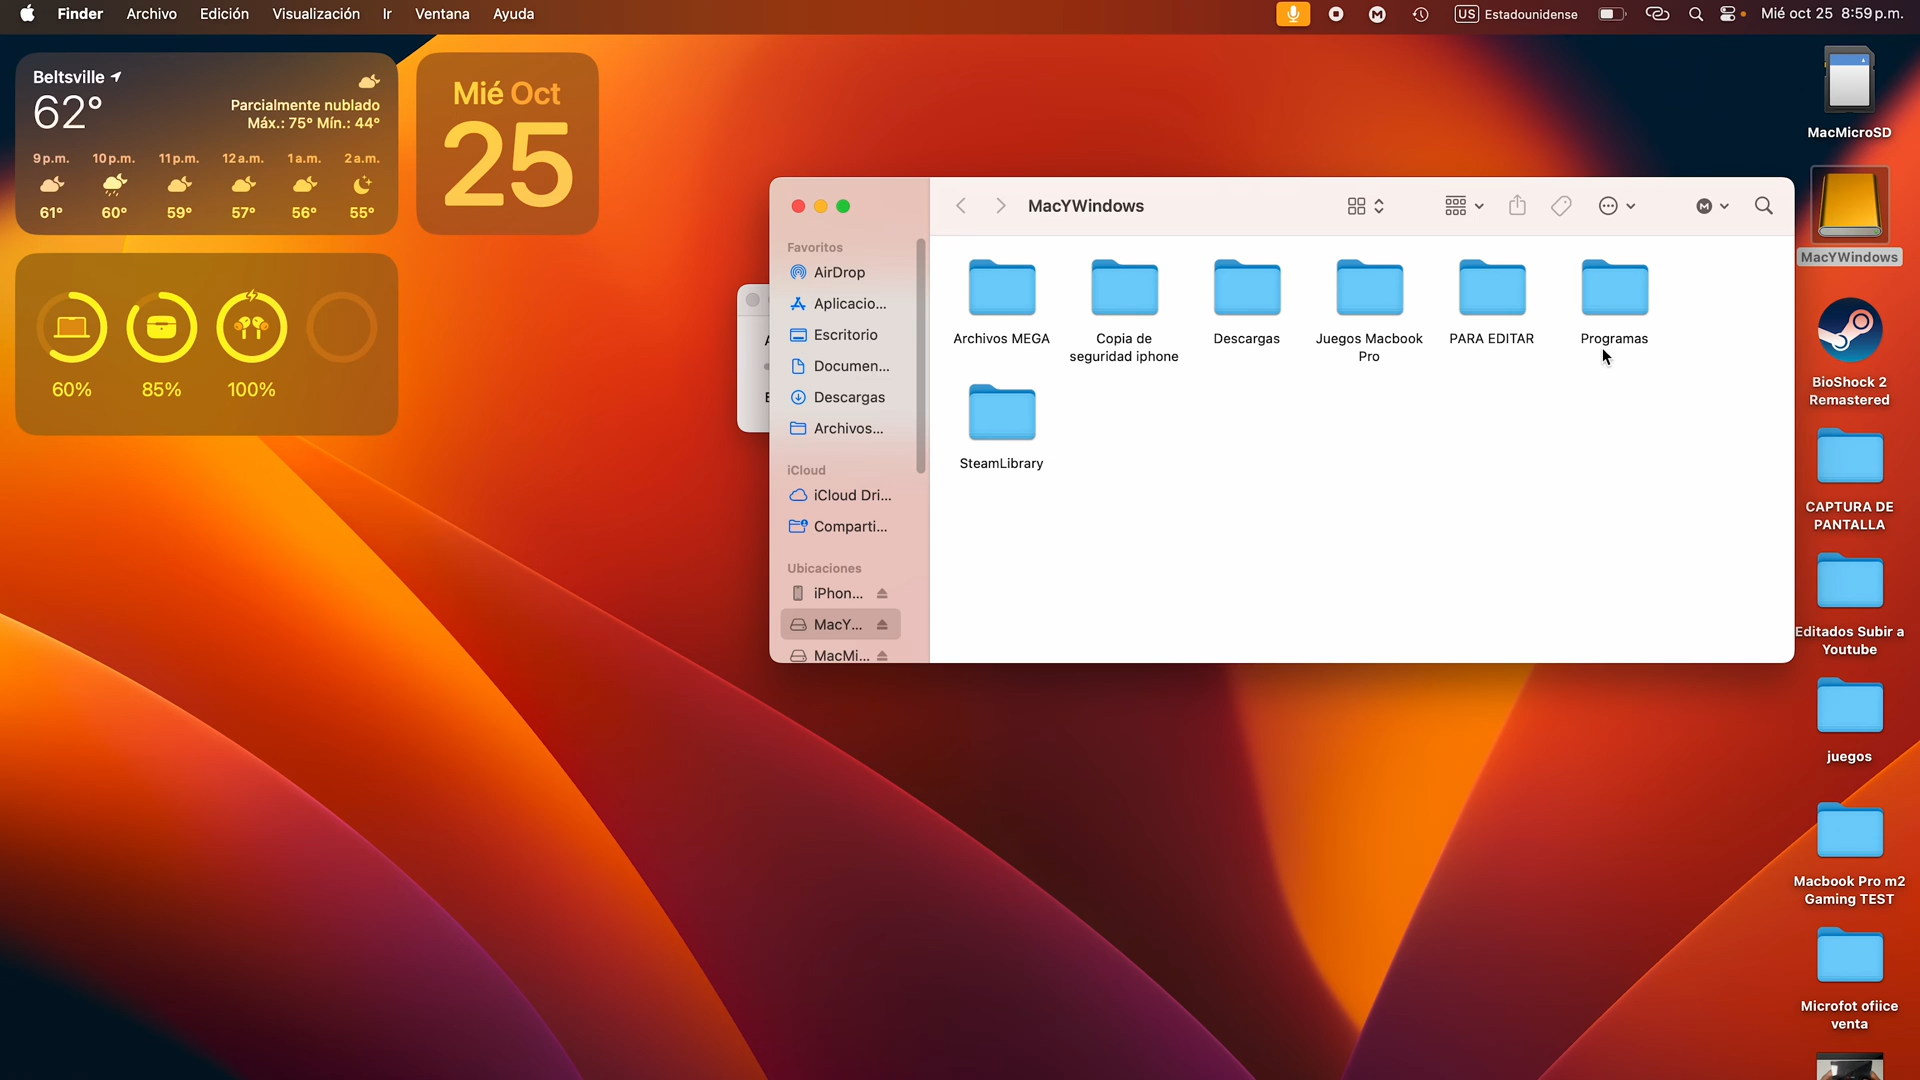 Finder Archivo Edición Visualización Ir Ventana Ayuda
US Estadounidense Mié oct 25 8:59 p.m.
Beltsville
62°
Parcialmente nublado
Máx.: 75° Mín.: 44°
9 p.m. 10 p.m. 11 p.m. 12 a.m. 1 a.m. 2 a.m.
61° 60° 59° 57° 56° 55°
Mié Oct
25
60% 85% 100%
MacYWindows
Favoritos
AirDrop
Aplicacio...
Escritorio
Documen...
Descargas
Archivos...
iCloud
iCloud Dri...
Comparti...
Ubicaciones
iPhon...
MacY...
MacMi...
Archivos MEGA
Copia de
seguridad iphone
Descargas
Juegos Macbook
Pro
PARA EDITAR
Programas
SteamLibrary
MacMicroSD
MacYWindows
BioShock 2
Remastered
CAPTURA DE
PANTALLA
Editados Subir a
Youtube
juegos
Macbook Pro m2
Gaming TEST
Microfot ofiice
venta